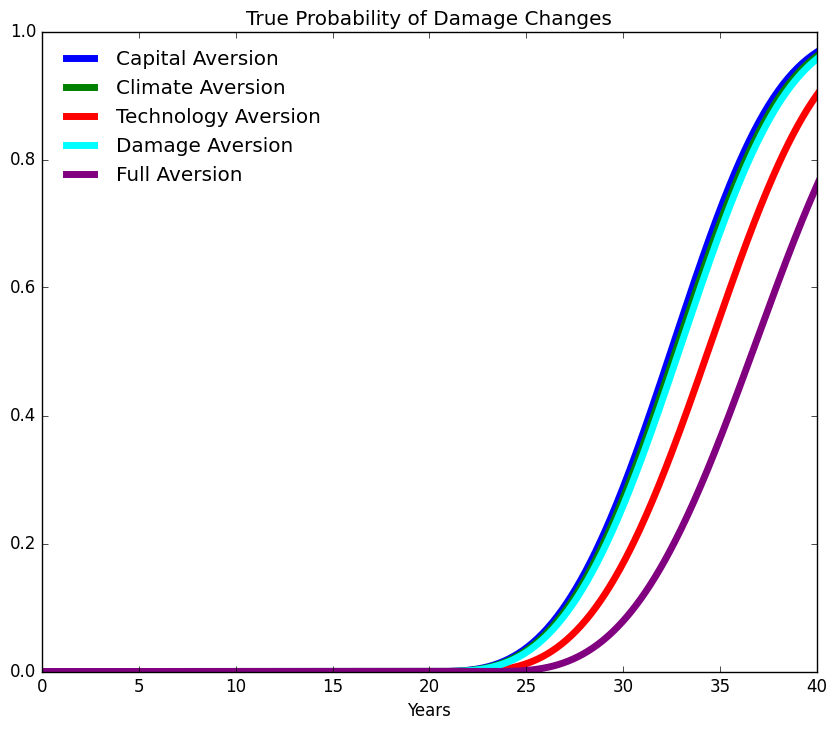 True Probability of Damage Changes
1.0
Capital Aversion
Climate Aversion
Technology Aversion
Damage Aversion
Full Aversion
0.8
0.6
0.4
0.2
0.0
0 5 10 15 20 25 30 35 40
Years